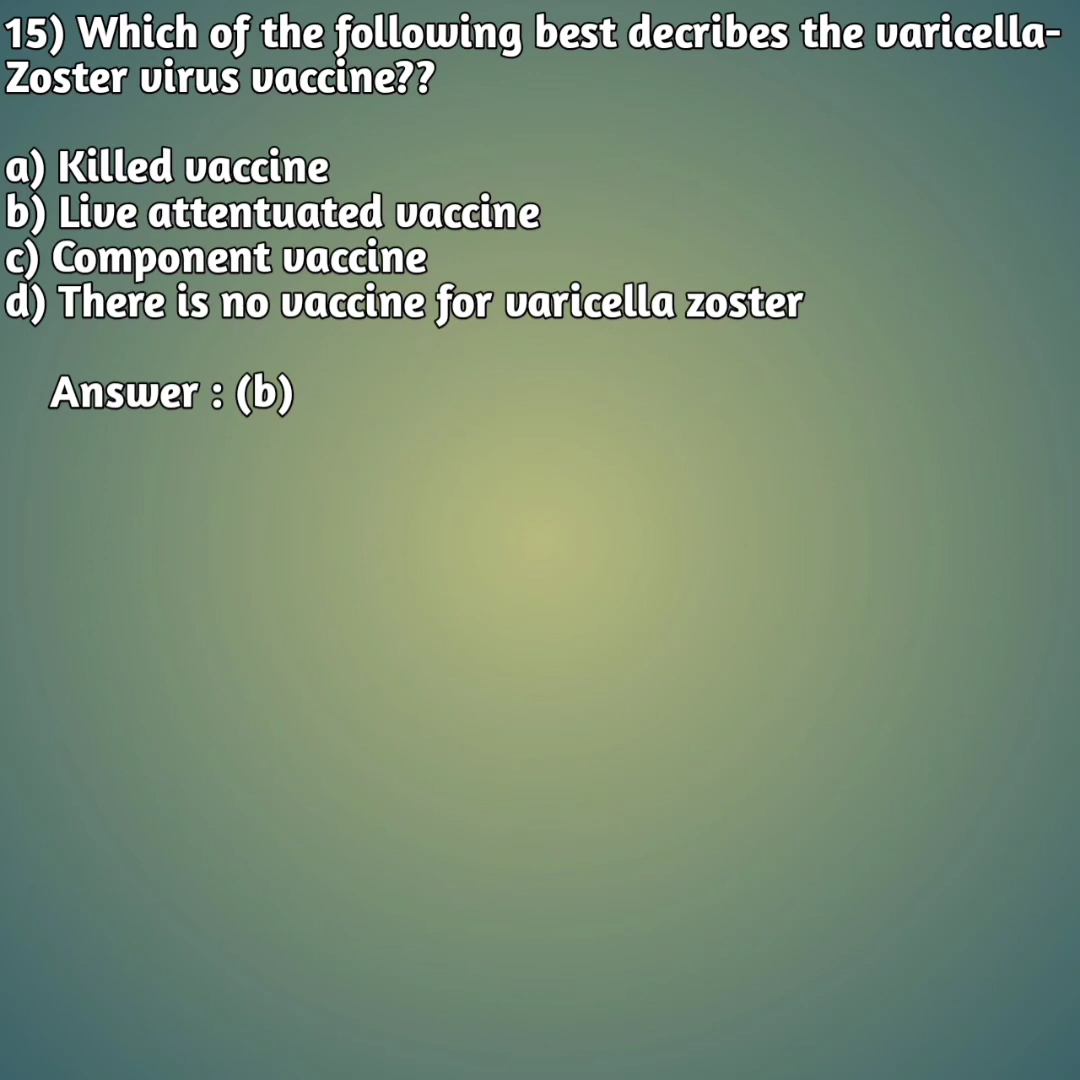 15) Which of the following best decribes the varicella-
Zoster virus vaccine??
a) Killed vaccine
b) Live attentuated vaccine
c) Component vaccine
d) There is no vaccine for varicella zoster
Answer : (b)